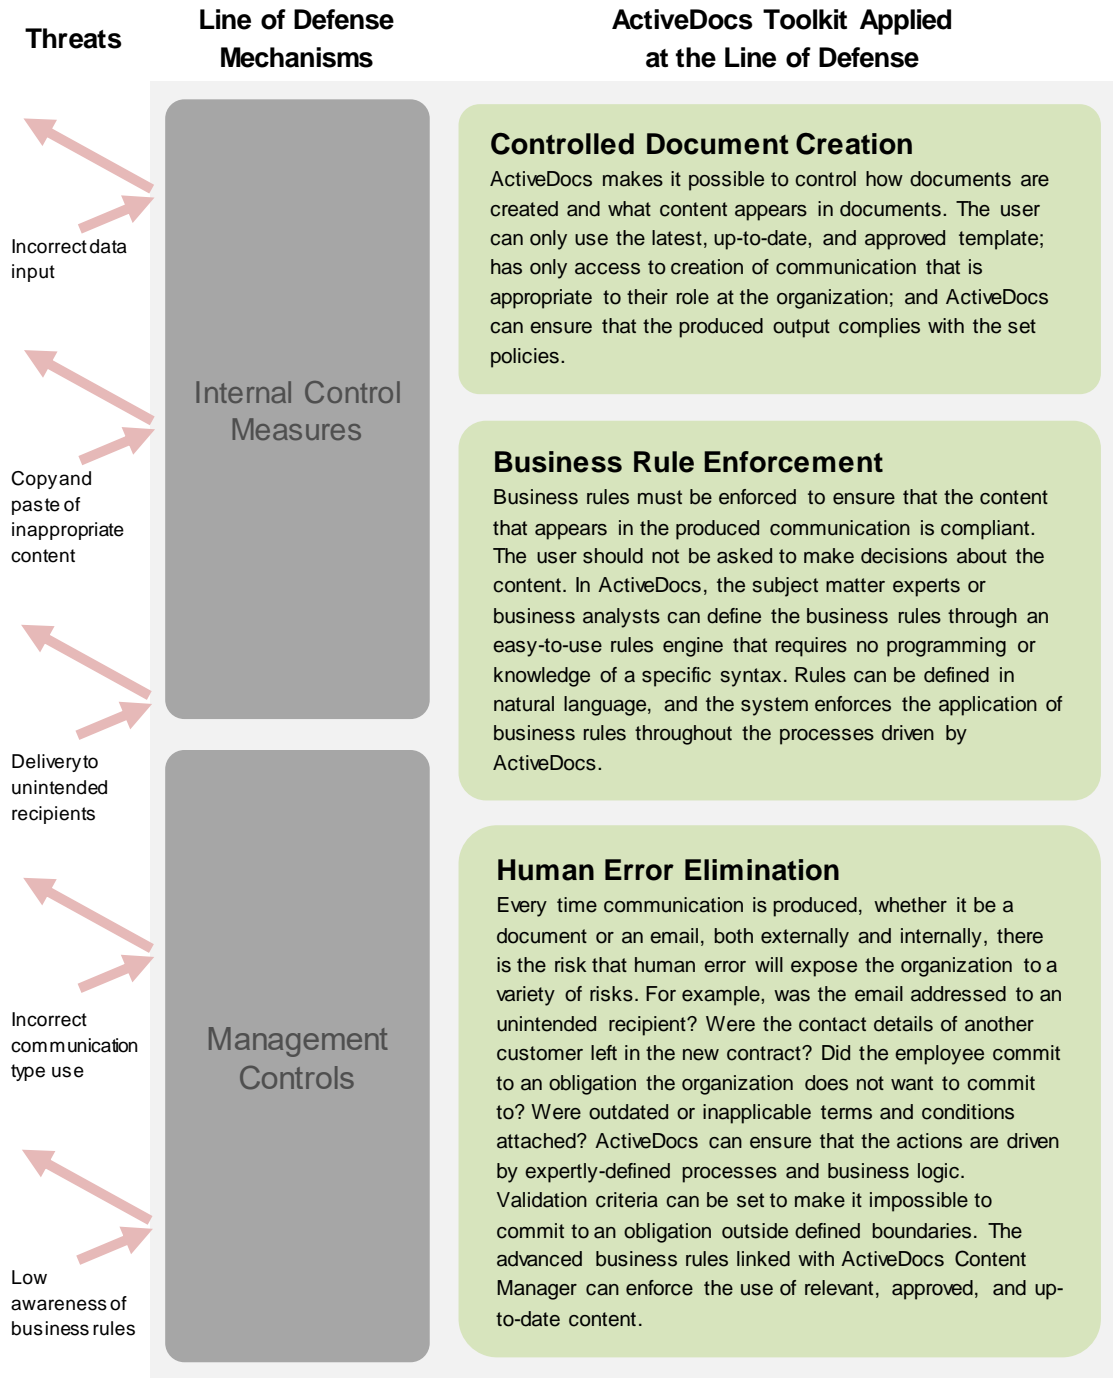 Threats
Line of Defense
Mechanisms
ActiveDocs Toolkit Applied
at the Line of Defense
Incorrect data
input
Copy and
paste of
inappropriate
content
Delivery to
unintended
recipients
Incorrect
communication
type use
Low
awareness of
business rules
Internal Control
Measures
Management
Controls
Controlled Document Creation
ActiveDocs makes it possible to control how documents are
created and what content appears in documents. The user
can only use the latest, up-to-date, and approved template;
has only access to creation of communication that is
appropriate to their role at the organization; and ActiveDocs
can ensure that the produced output complies with the set
policies.
Business Rule Enforcement
Business rules must be enforced to ensure that the content
that appears in the produced communication is compliant.
The user should not be asked to make decisions about the
content. In ActiveDocs, the subject matter experts or
business analysts can define the business rules through an
easy-to-use rules engine that requires no programming or
knowledge of a specific syntax. Rules can be defined in
natural language, and the system enforces the application of
business rules throughout the processes driven by
ActiveDocs.
Human Error Elimination
Every time communication is produced, whether it be a
document or an email, both externally and internally, there
is the risk that human error will expose the organization to a
variety of risks. For example, was the email addressed to an
unintended recipient? Were the contact details of another
customer left in the new contract? Did the employee commit
to an obligation the organization does not want to commit
to? Were outdated or inapplicable terms and conditions
attached? ActiveDocs can ensure that the actions are driven
by expertly-defined processes and business logic.
Validation criteria can be set to make it impossible to
commit to an obligation outside defined boundaries. The
advanced business rules linked with ActiveDocs Content
Manager can enforce the use of relevant, approved, and up-
to-date content.